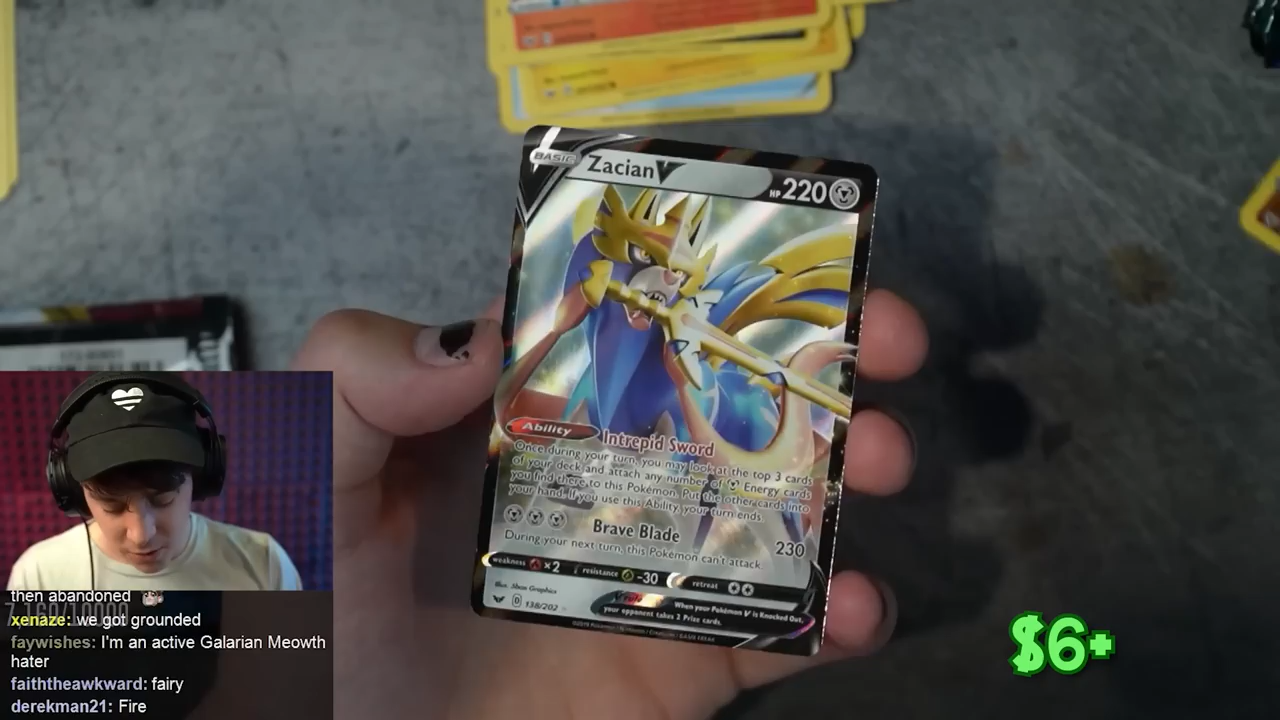 BASIC
Zacian V
HP 220
Ability
Intrepid Sword
Once during your turn, you may look at the top 3 cards
of your deck and attach any number of Energy cards
you find there to this Pokémon. Put the other cards into
your hand. If you use this Ability, your turn ends.
Brave Blade
230
During your next turn, this Pokémon can't attack.
weakness ×2 resistance -30 retreat
Illus. 5ban Graphics
138/202
V rule
When your Pokémon V is Knocked Out,
your opponent takes 2 Prize cards.
$6+
then abandoned
xenaze: we got grounded
faywishes: I'm an active Galarian Meowth
hater
faiththeawkward: fairy
derekman21: Fire